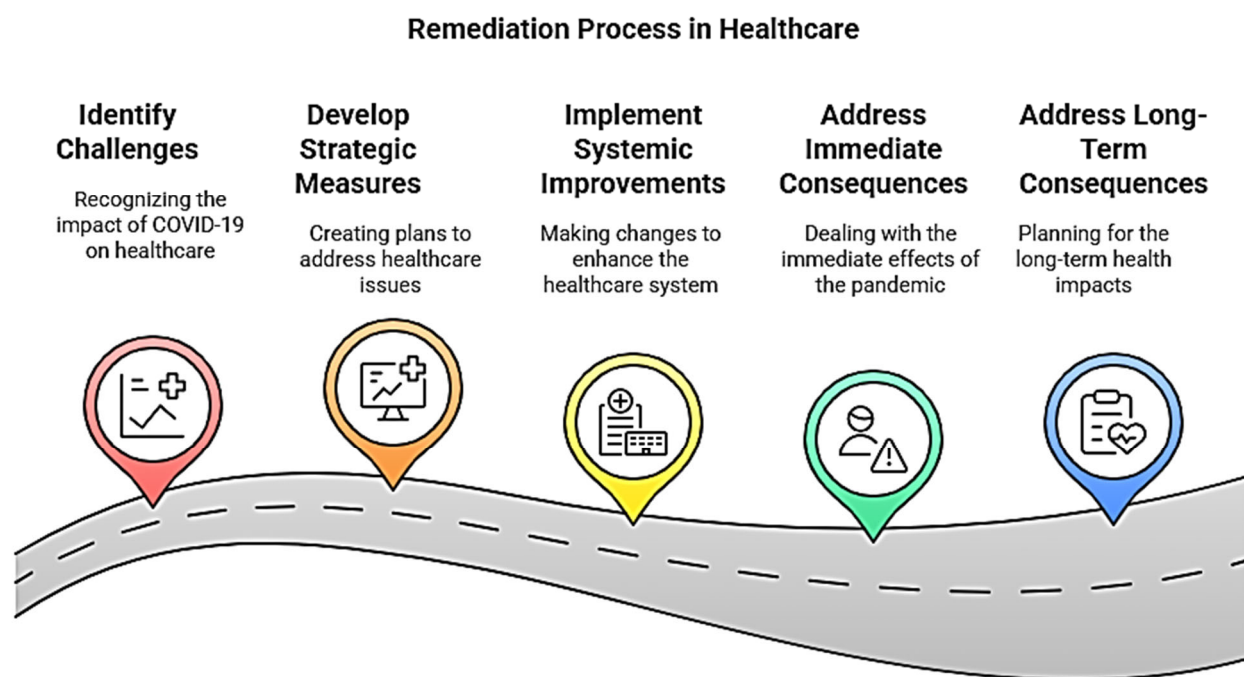 Remediation Process in Healthcare
Identify
Challenges
Recognizing the
impact of COVID-19
on healthcare
Develop
Strategic
Measures
Creating plans to
address healthcare
issues
Implement
Systemic
Improvements
Making changes to
enhance the
healthcare system
Address
Immediate
Consequences
Dealing with the
immediate effects of
the pandemic
Address Long-
Term
Consequences
Planning for the
long-term health
impacts